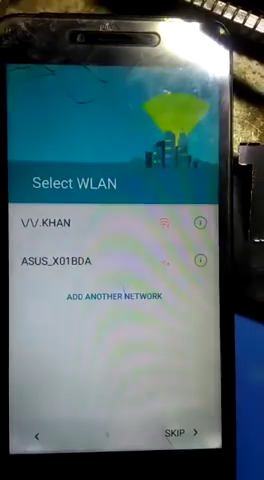 Select WLAN
\/\/.KHAN
ASUS_X01BDA
ADD ANOTHER NETWORK
SKIP